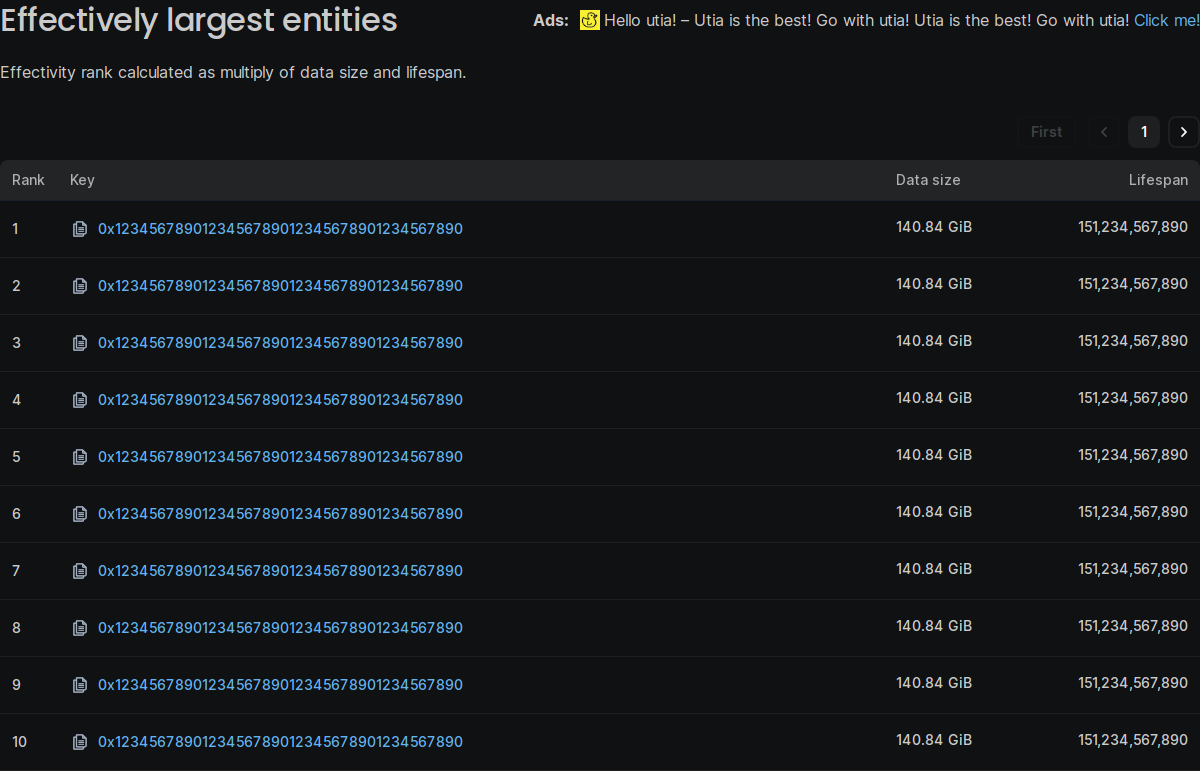 Effectively largest entities
Ads: Hello utia! – Utia is the best! Go with utia! Utia is the best! Go with utia! Click me!
Effectivity rank calculated as multiply of data size and lifespan.
First 1
Rank Key Data size Lifespan
1 0x1234567890123456789012345678901234567890 140.84 GiB 151,234,567,890
2 0x1234567890123456789012345678901234567890 140.84 GiB 151,234,567,890
3 0x1234567890123456789012345678901234567890 140.84 GiB 151,234,567,890
4 0x1234567890123456789012345678901234567890 140.84 GiB 151,234,567,890
5 0x1234567890123456789012345678901234567890 140.84 GiB 151,234,567,890
6 0x1234567890123456789012345678901234567890 140.84 GiB 151,234,567,890
7 0x1234567890123456789012345678901234567890 140.84 GiB 151,234,567,890
8 0x1234567890123456789012345678901234567890 140.84 GiB 151,234,567,890
9 0x1234567890123456789012345678901234567890 140.84 GiB 151,234,567,890
10 0x1234567890123456789012345678901234567890 140.84 GiB 151,234,567,890